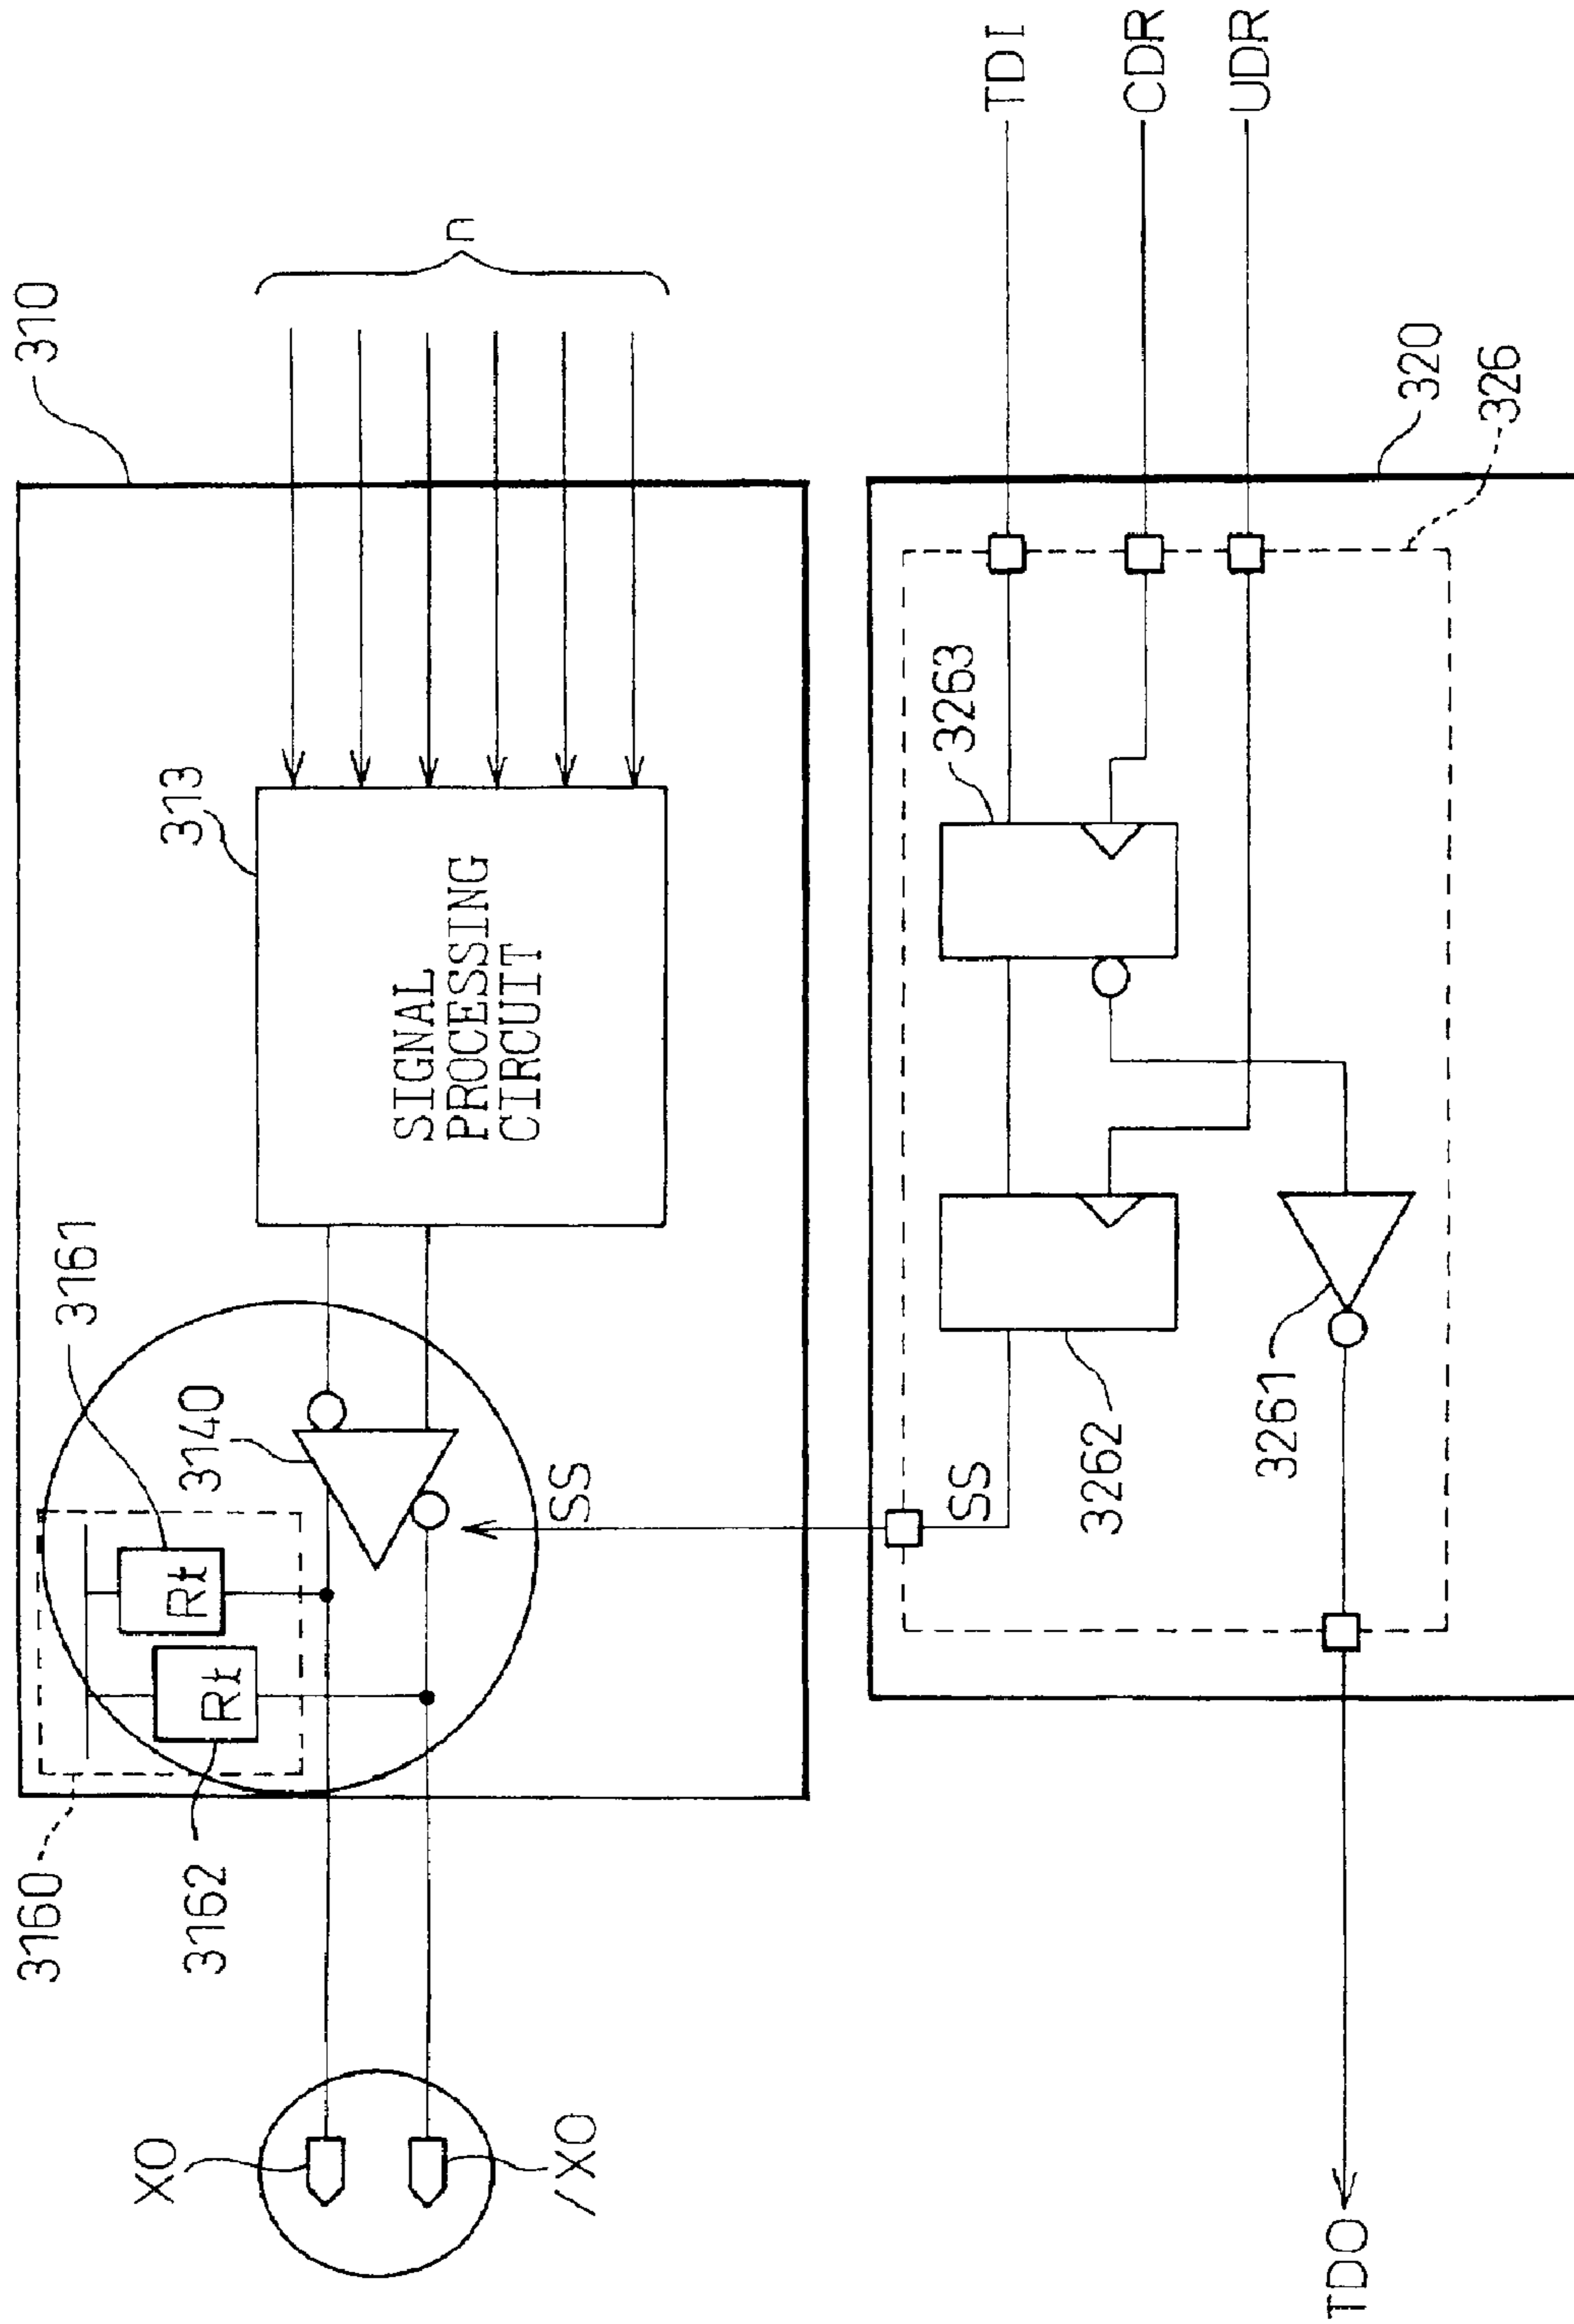 310
n
313
SIGNAL
PROCESSING
CIRCUIT
3161
3140
Rt
Rt
3160
3162
XO
/XO
SS
TDI
CDR
UDR
320
326
3263
3262
3261
SS
TDO